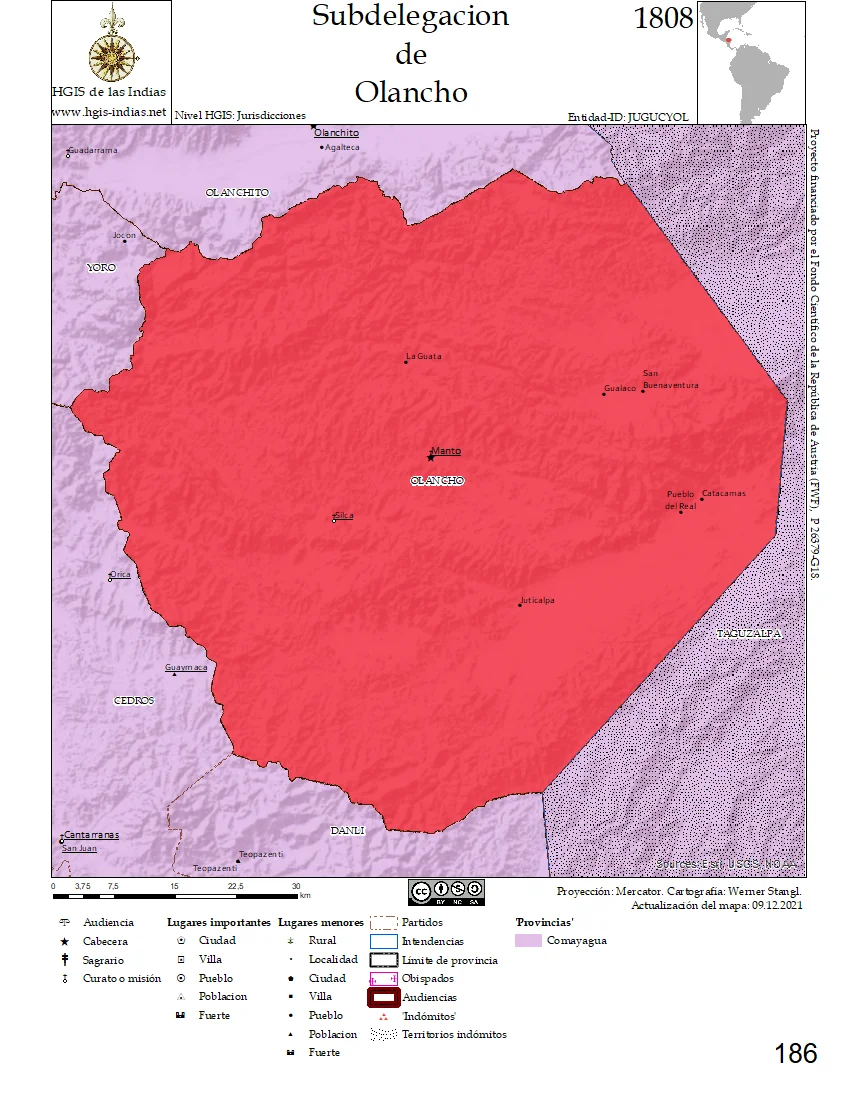 Subdelegacion
de
Olancho
1808
HGIS de las Indias
www.hgis-indias.net
Nivel HGIS: Jurisdicciones
Entidad-ID: JUGUCYOL
Proyecto financiado por el Fondo Científico de la República de Austria (FWF), P 26379-G18.
Olanchito
Guadarrama
Agalteca
OLANCHITO
Jocon
YORO
La Guata
San
Buenaventura
Gualaco
Manto
OLANCHO
Pueblo
del Real
Catacamas
Silca
Orica
Juticalpa
TAGUZALPA
Guaymaca
CEDROS
DANLI
Cantarranas
San Juan
Teopazenti
Teopazenti
Sources: Esri, USGS, NOAA
0 3,75 7,5 15 22,5 30
km
CC BY NC SA
Proyección: Mercator. Cartografía: Werner Stangl.
Actualización del mapa: 09.12.2021
Audiencia
Cabecera
Sagrario
Curato o misión
Lugares importantes
Ciudad
Villa
Pueblo
Poblacion
Fuerte
Lugares menores
Rural
Localidad
Ciudad
Villa
Pueblo
Poblacion
Fuerte
Partidos
Intendencias
Límite de provincia
Obispados
Audiencias
'Indómitos'
Territorios indómitos
'Provincias'
Comayagua
186